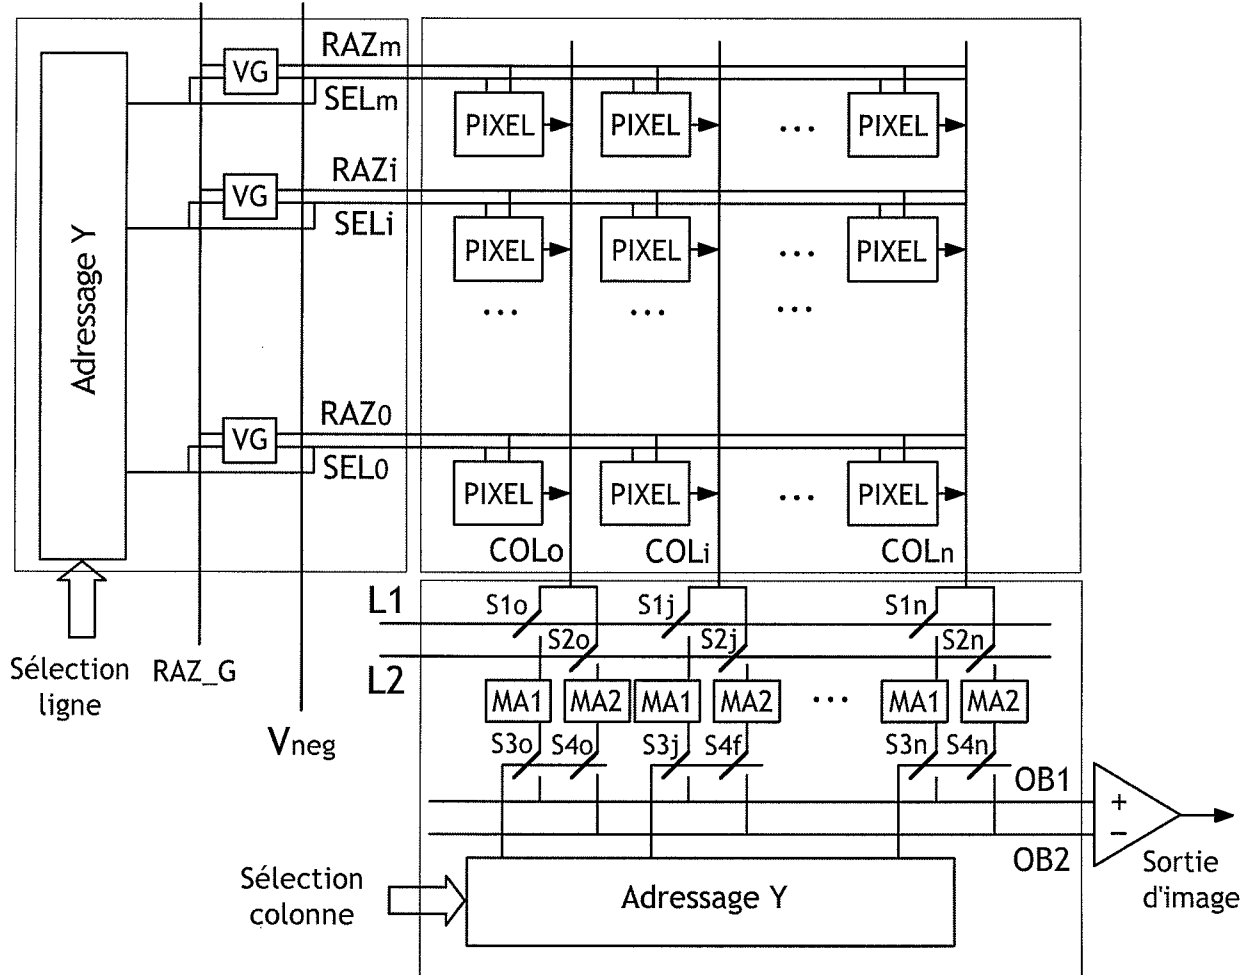 RAZm
VG
SELm
PIXEL PIXEL ... PIXEL
RAZi
VG
SELi
PIXEL PIXEL ... PIXEL
... ... ...
Adressage Y
RAZ0
VG
SEL0
PIXEL PIXEL ... PIXEL
COLo COLi COLn
L1 S1o S1j S1n
S2o S2j S2n
L2
Sélection
ligne
RAZ_G
MA1 MA2 MA1 MA2 ... MA1 MA2
Vneg
S3o S4o S3j S4f S3n S4n
OB1
+
−
OB2
Sélection
colonne
Adressage Y
Sortie
d'image